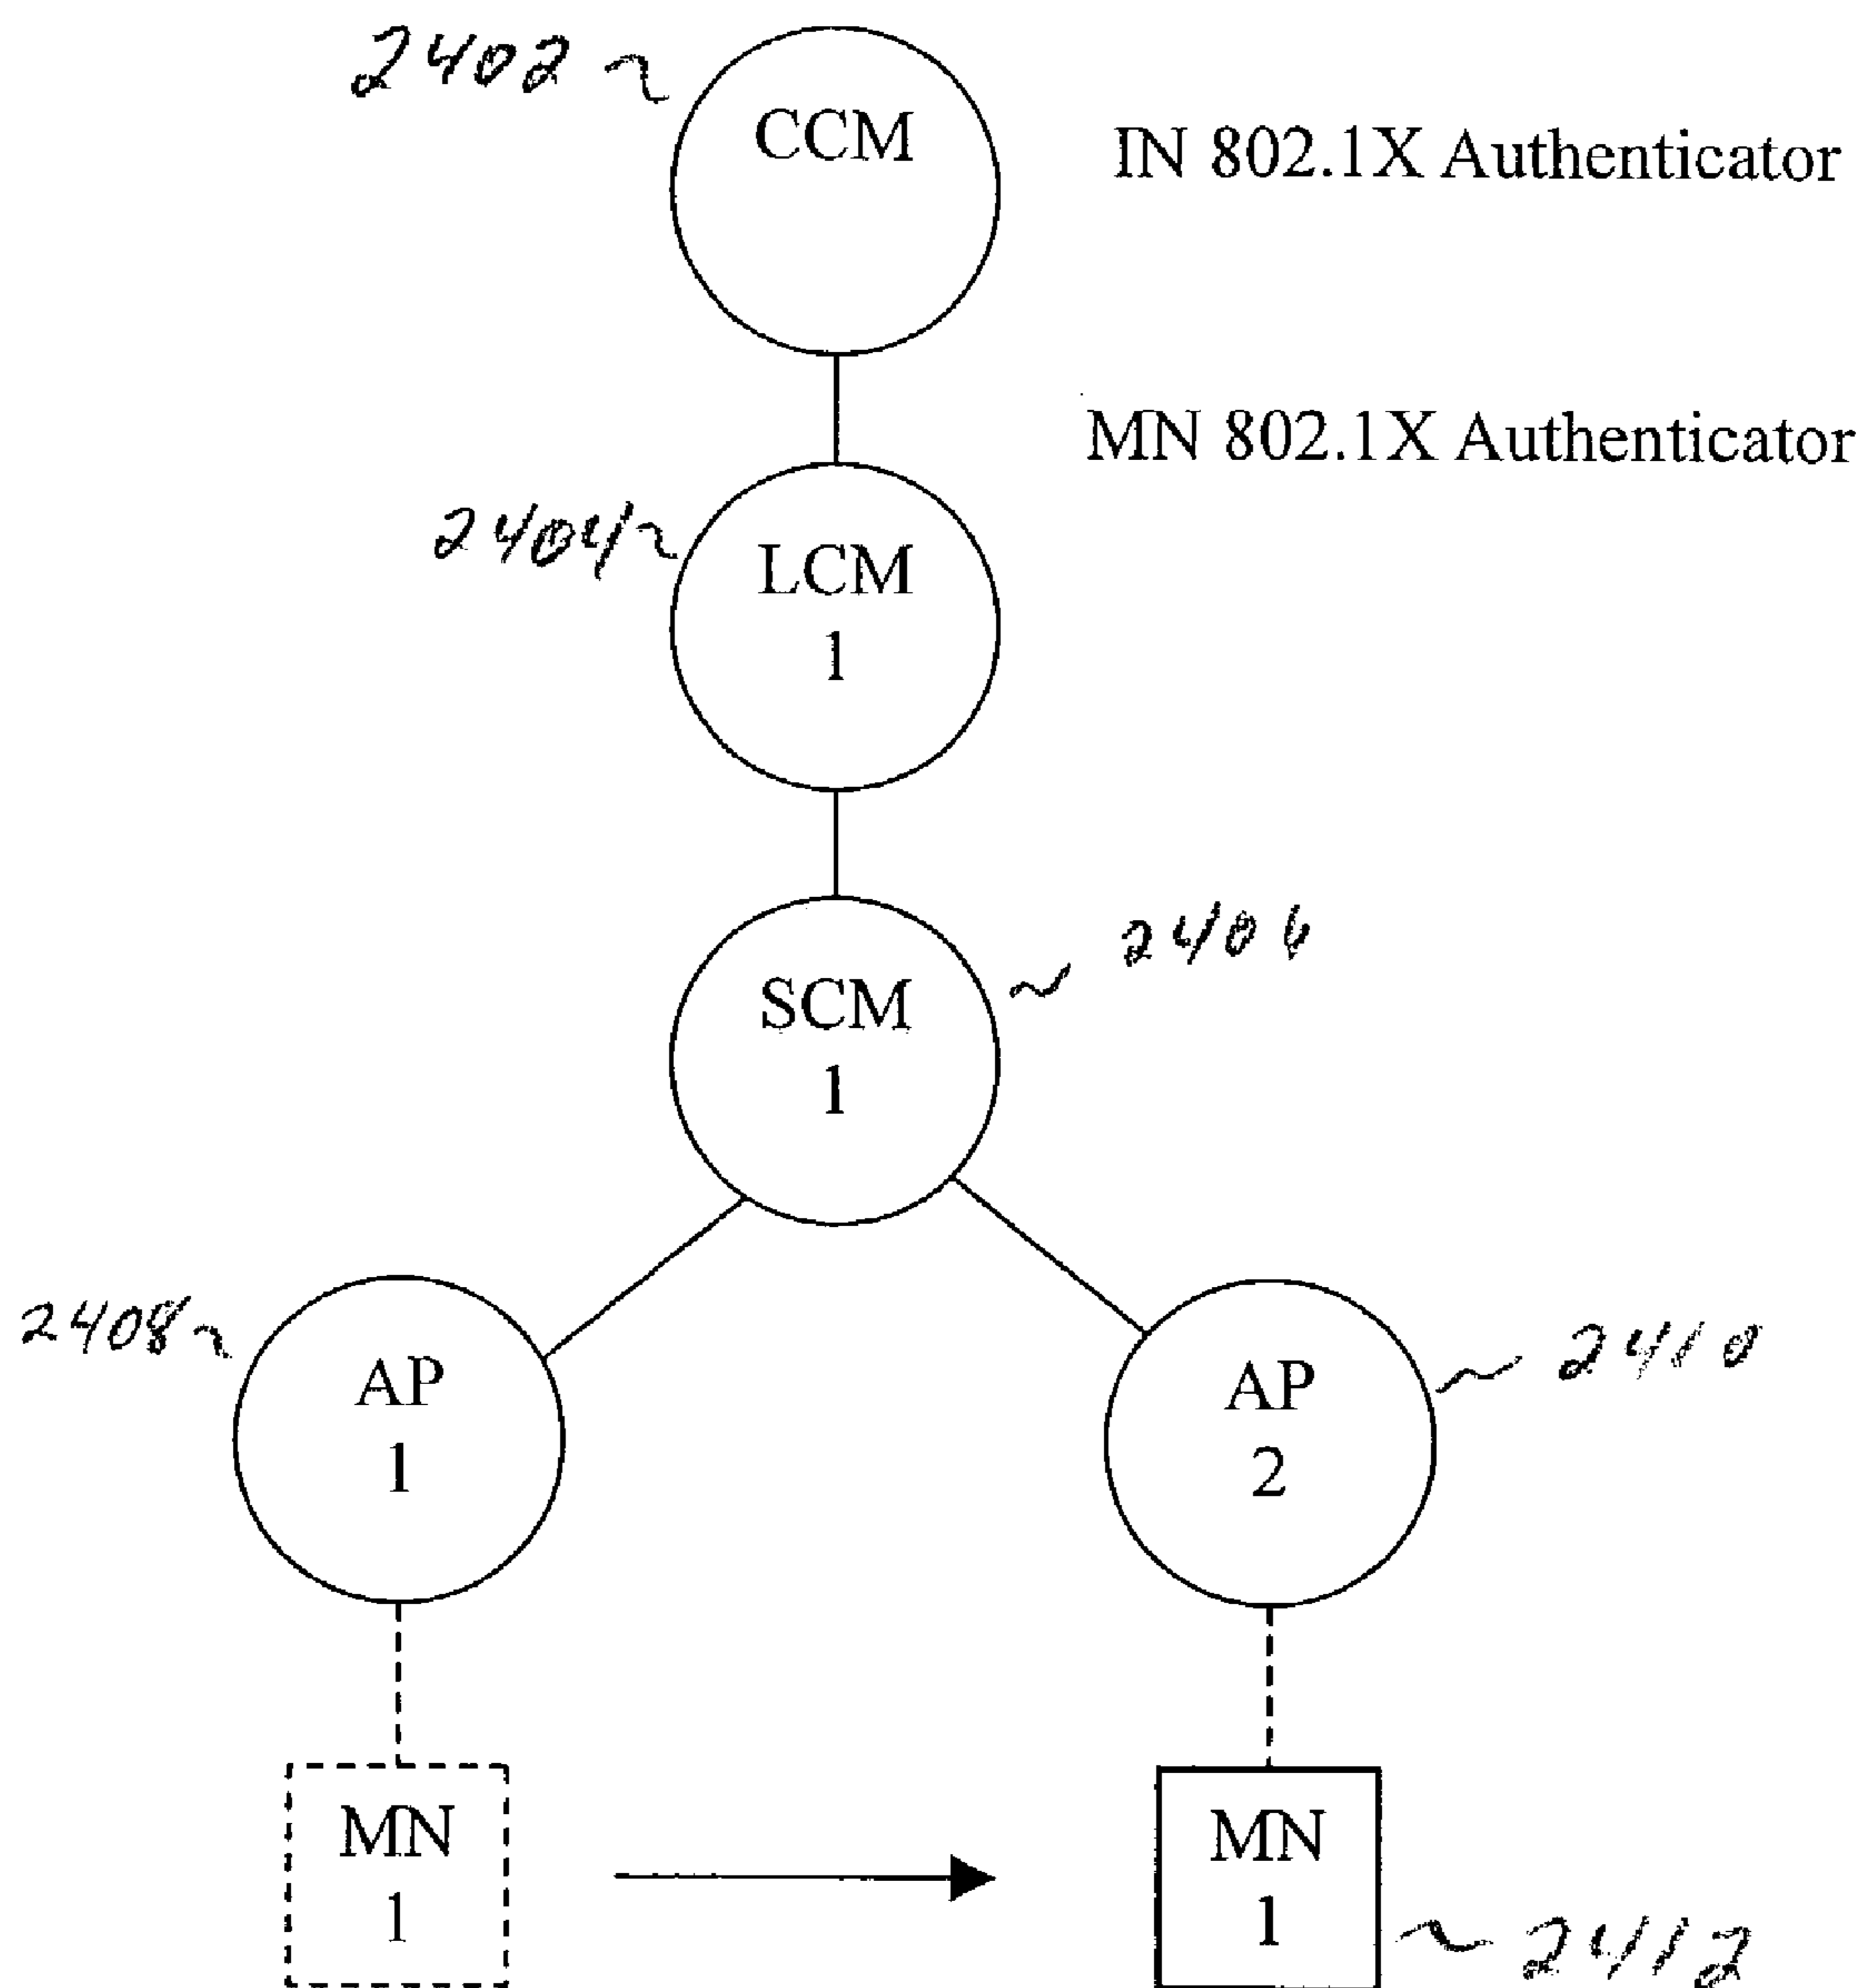 2402
CCM
IN 802.1X Authenticator
MN 802.1X Authenticator
2404
LCM
1
2406
SCM
1
2408
AP
1
2410
AP
2
MN
1
MN
1
2412